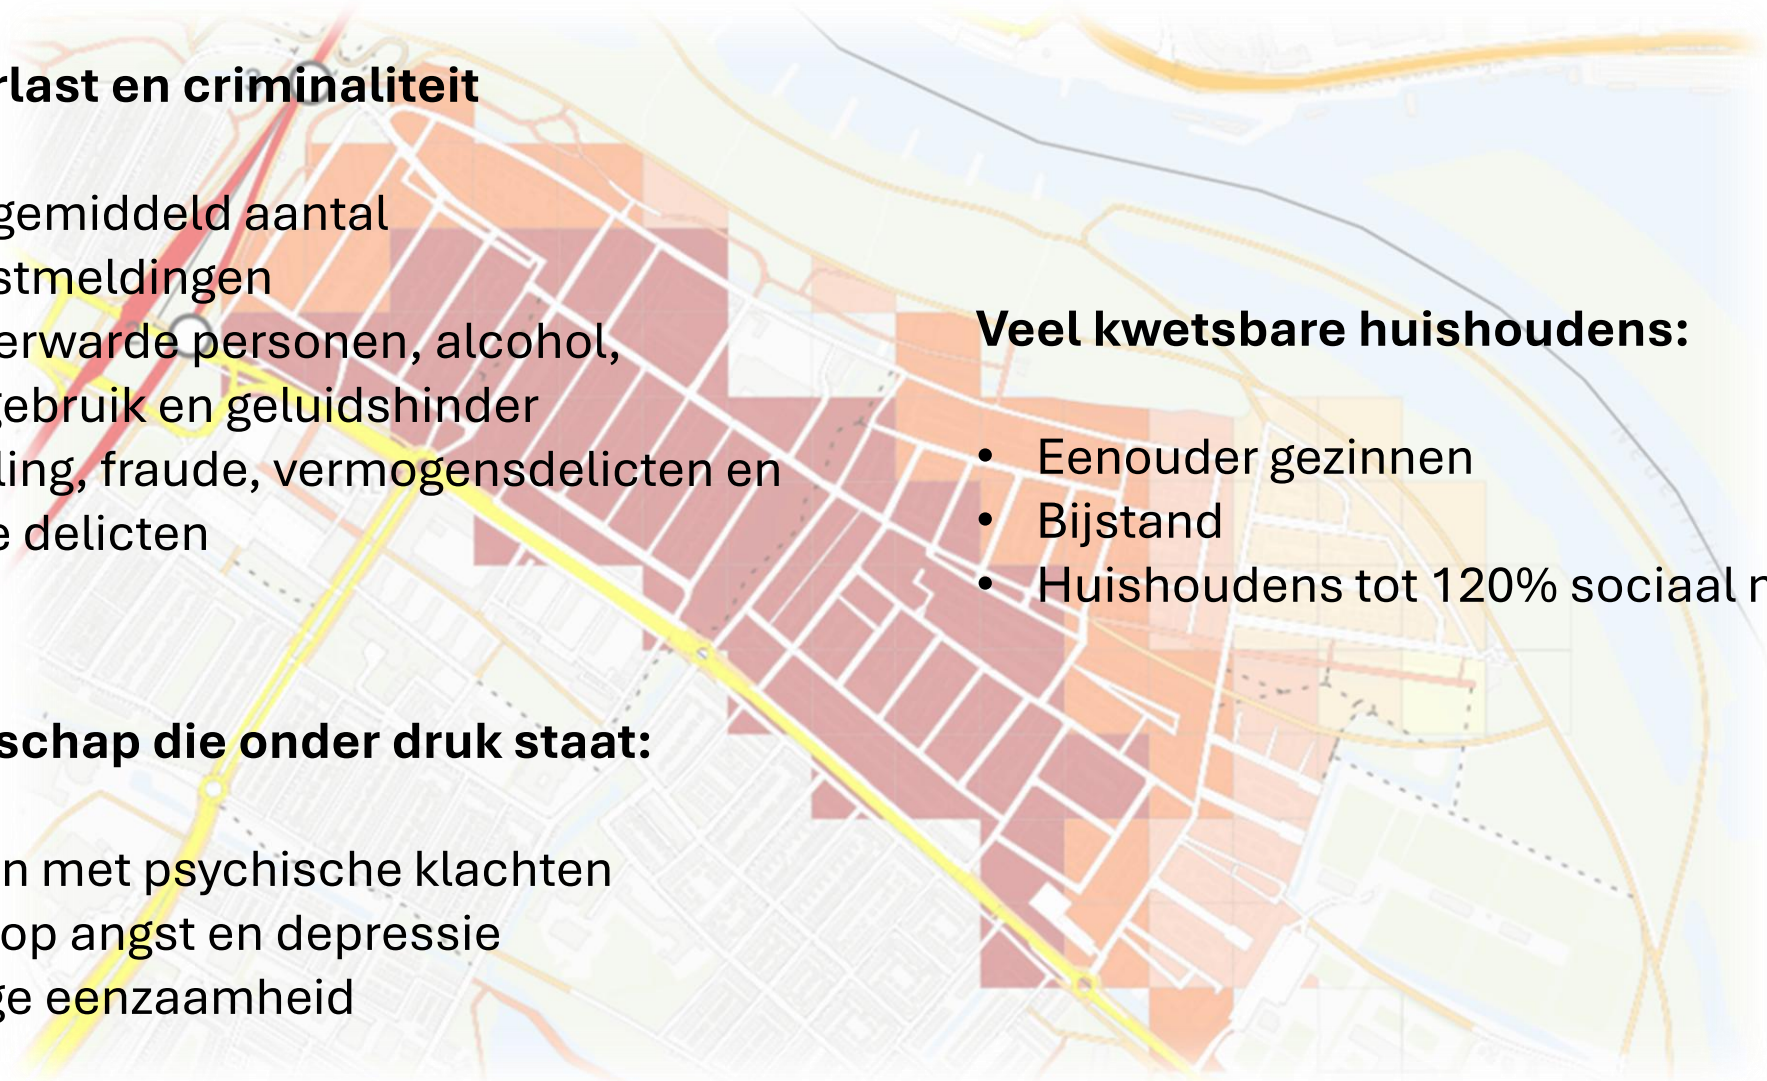 rlast en criminaliteit
gemiddeld aantal
stmeldingen
erwarde personen, alcohol,
gebruik en geluidshinder
ling, fraude, vermogensdelicten en
e delicten
schap die onder druk staat:
n met psychische klachten
op angst en depressie
ge eenzaamheid
Veel kwetsbare huishoudens:
• Eenouder gezinnen
• Bijstand
• Huishoudens tot 120% sociaal